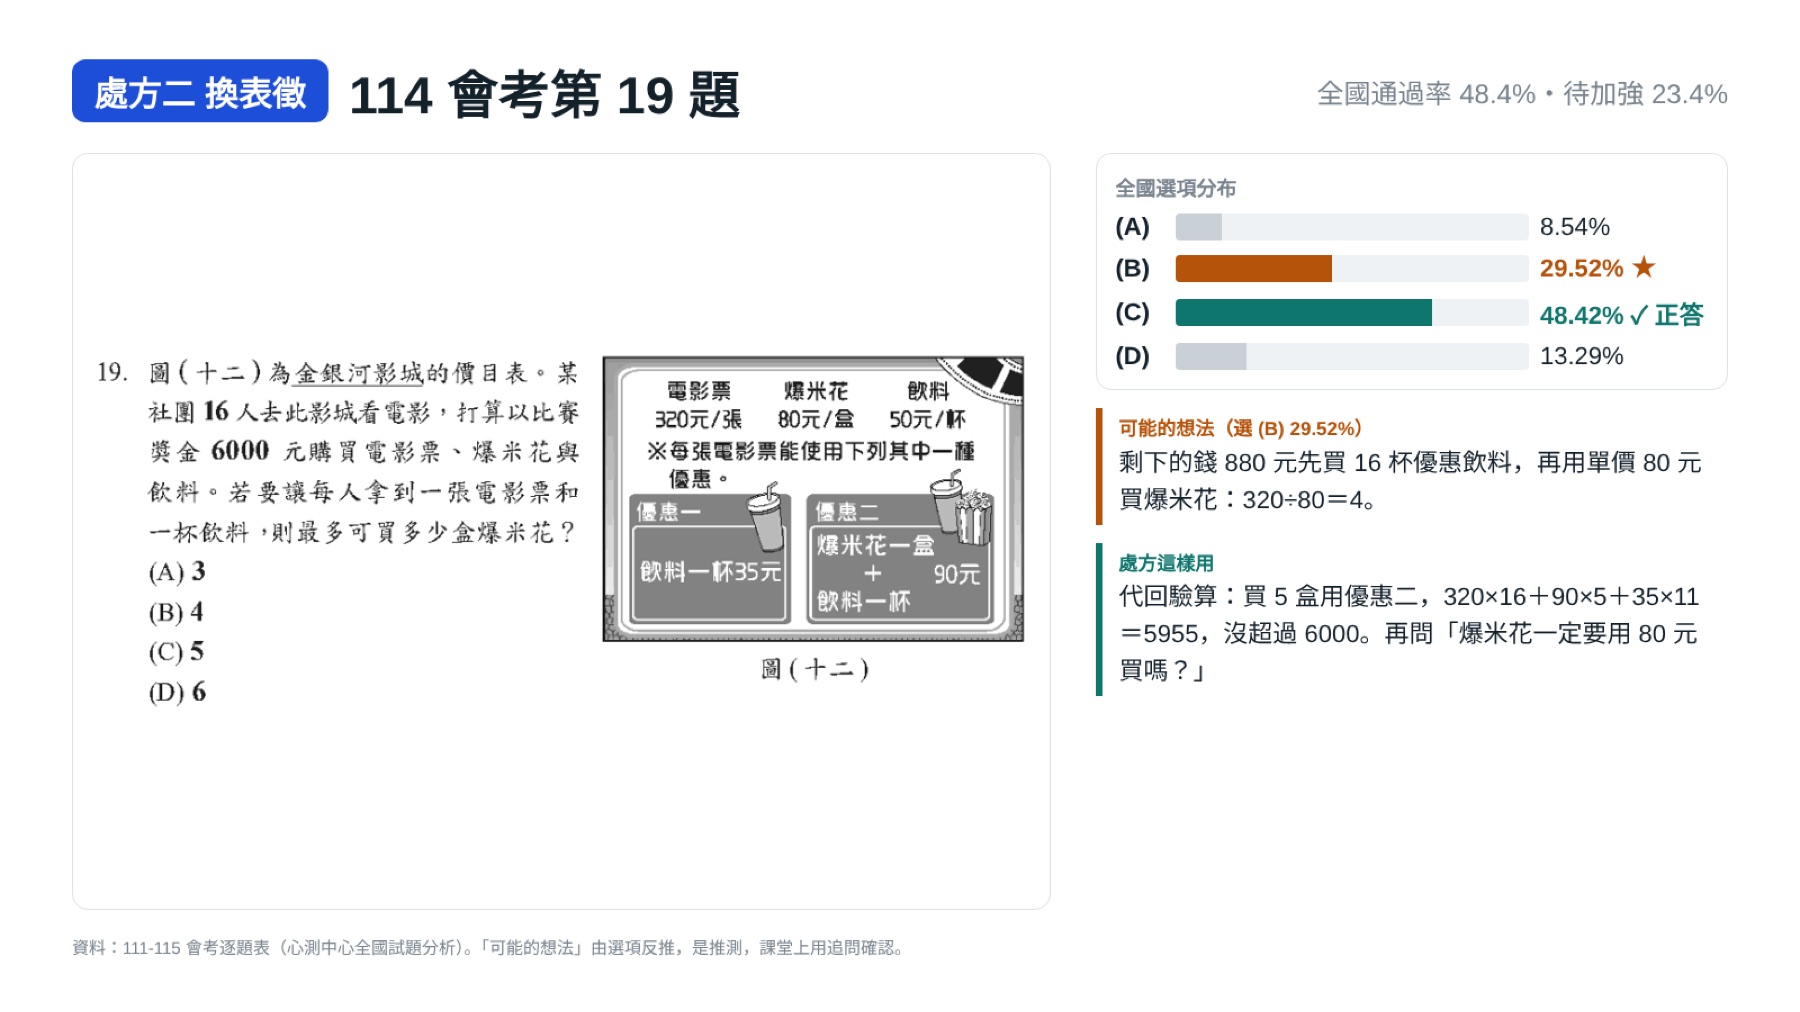 處方二 換表徵
114 會考第 19 題
全國通過率 48.4%・待加強 23.4%
19. 圖(十二)為金銀河影城的價目表。某
社團 16 人去此影城看電影，打算以比賽
獎金 6000 元購買電影票、爆米花與
飲料。若要讓每人拿到一張電影票和
一杯飲料，則最多可買多少盒爆米花？
(A) 3
(B) 4
(C) 5
(D) 6
電影票 爆米花 飲料
320元/張 80元/盒 50元/杯
※每張電影票能使用下列其中一種
優惠。
優惠一
飲料一杯35元
優惠二
爆米花一盒
+ 90元
飲料一杯
圖(十二)
全國選項分布
(A) 8.54%
(B) 29.52% ★
(C) 48.42% ✓ 正答
(D) 13.29%
可能的想法（選 (B) 29.52%）
剩下的錢 880 元先買 16 杯優惠飲料，再用單價 80 元
買爆米花：320÷80＝4。
處方這樣用
代回驗算：買 5 盒用優惠二，320×16＋90×5＋35×11
＝5955，沒超過 6000。再問「爆米花一定要用 80 元
買嗎？」
資料：111-115 會考逐題表（心測中心全國試題分析）。「可能的想法」由選項反推，是推測，課堂上用追問確認。